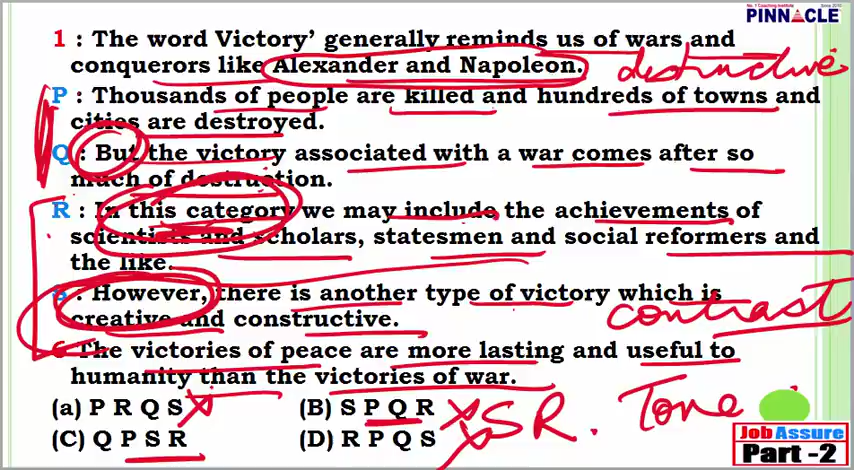 No. 1 Coaching Institute Since 2010
PINNACLE
1 : The word Victory’ generally reminds us of wars and
conquerors like Alexander and Napoleon. destructive
P : Thousands of people are killed and hundreds of towns and
cities are destroyed.
Q : But the victory associated with a war comes after so
much of destruction.
R : In this category we may include the achievements of
scientists and scholars, statesmen and social reformers and
the like.
S : However, there is another type of victory which is
creative and constructive. contrast
6 The victories of peace are more lasting and useful to
humanity than the victories of war.
(a) P R Q S (B) S P Q R SR. Tone
(C) Q P S R (D) R P Q S
Job Assure
Part -2